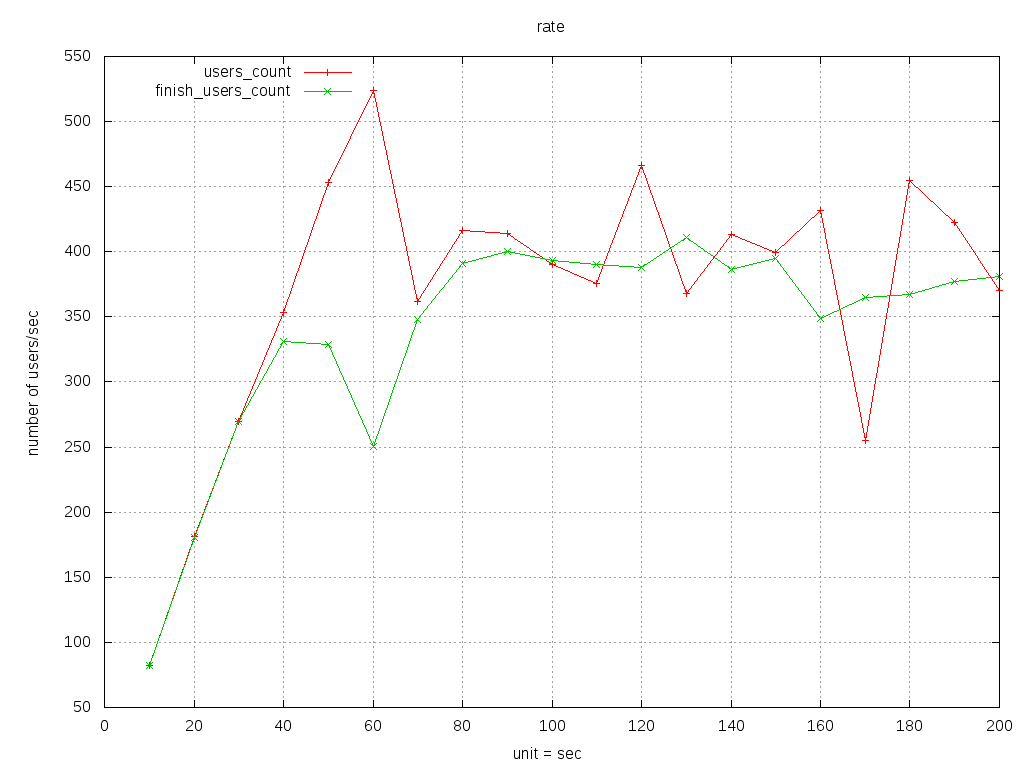 rate
550
users_count
finish_users_count
500
450
400
350
300
250
200
150
100
50
number of users/sec
0 20 40 60 80 100 120 140 160 180 200
unit = sec